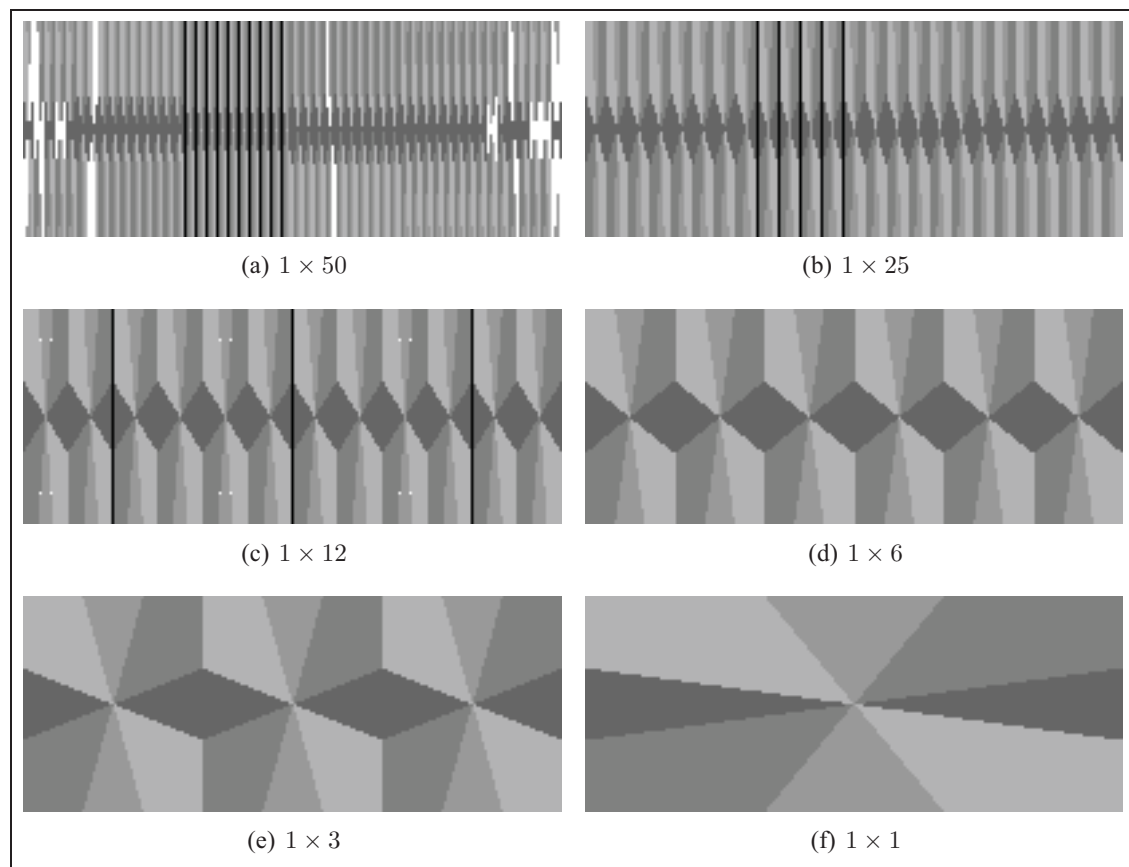 (a) 1 × 50
(b) 1 × 25
(c) 1 × 12
(d) 1 × 6
(e) 1 × 3
(f) 1 × 1